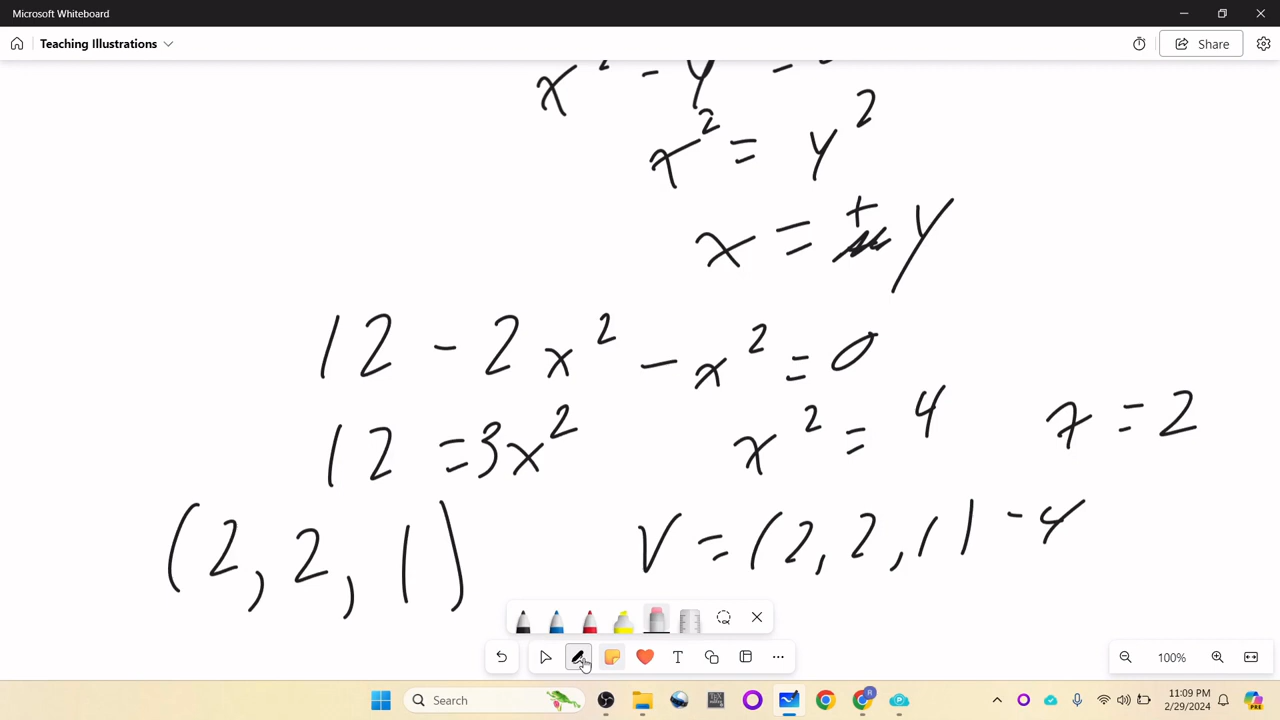 Microsoft Whiteboard
Teaching Illustrations
Share
x² - y
x² = y²
x = + y
12 - 2x² - x² = 0
12 = 3x²
x² = 4
x = 2
(2, 2, 1)
V = (2, 2, 1) = 4
100%
Search
11:09 PM
2/29/2024